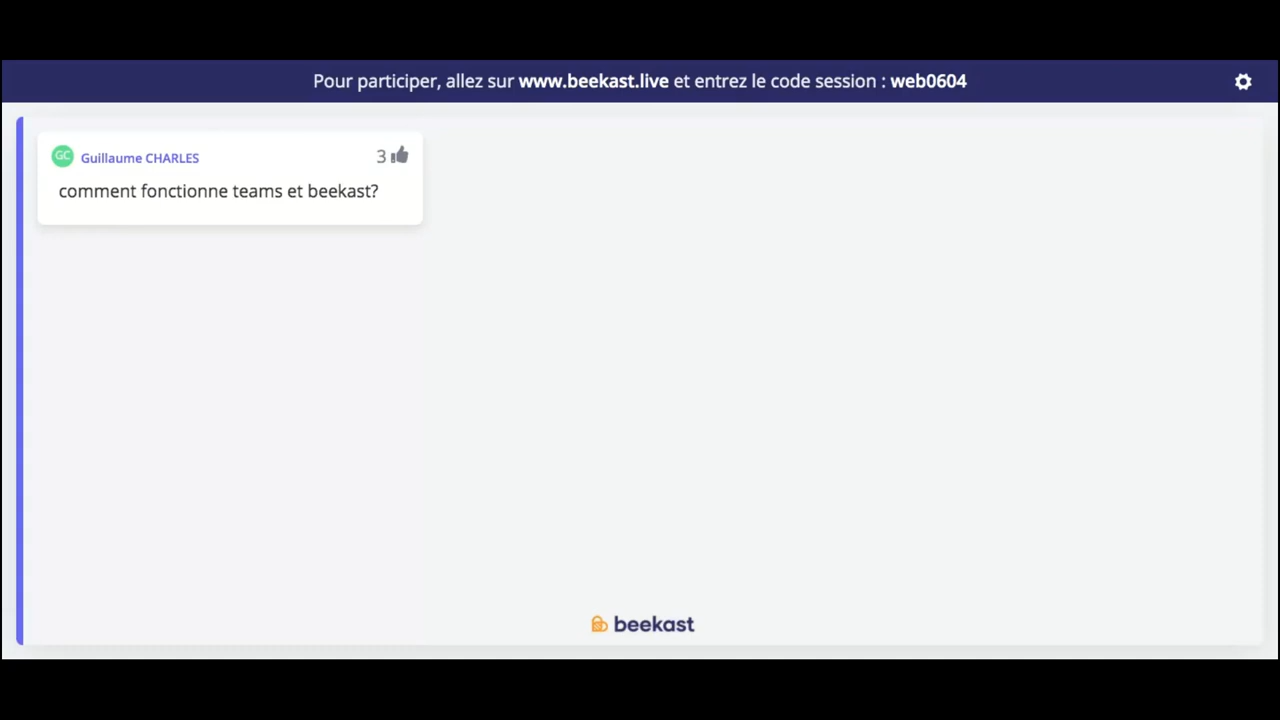 Pour participer, allez sur www.beekast.live et entrez le code session : web0604
GC Guillaume CHARLES 3
comment fonctionne teams et beekast?
beekast